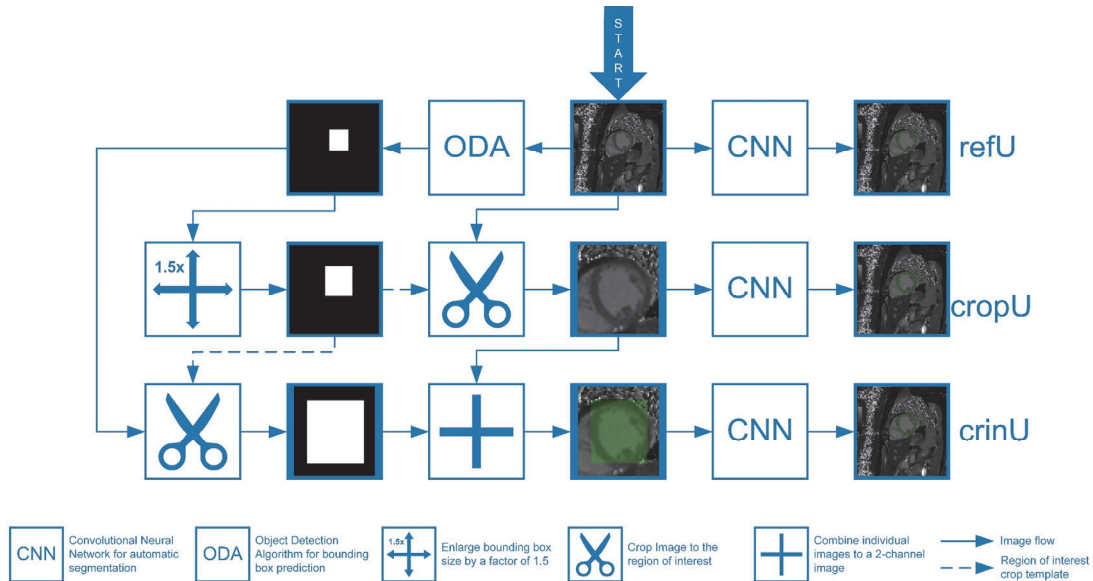 START
ODA
CNN
refU
1.5x
CNN
cropU
CNN
crinU
CNN
Convolutional Neural
Network for automatic
segmentation
ODA
Object Detection
Algorithm for bounding
box prediction
1.5x
Enlarge bounding box
size by a factor of 1.5
Crop Image to the
region of interest
Combine individual
images to a 2-channel
image
Image flow
Region of interest
crop template